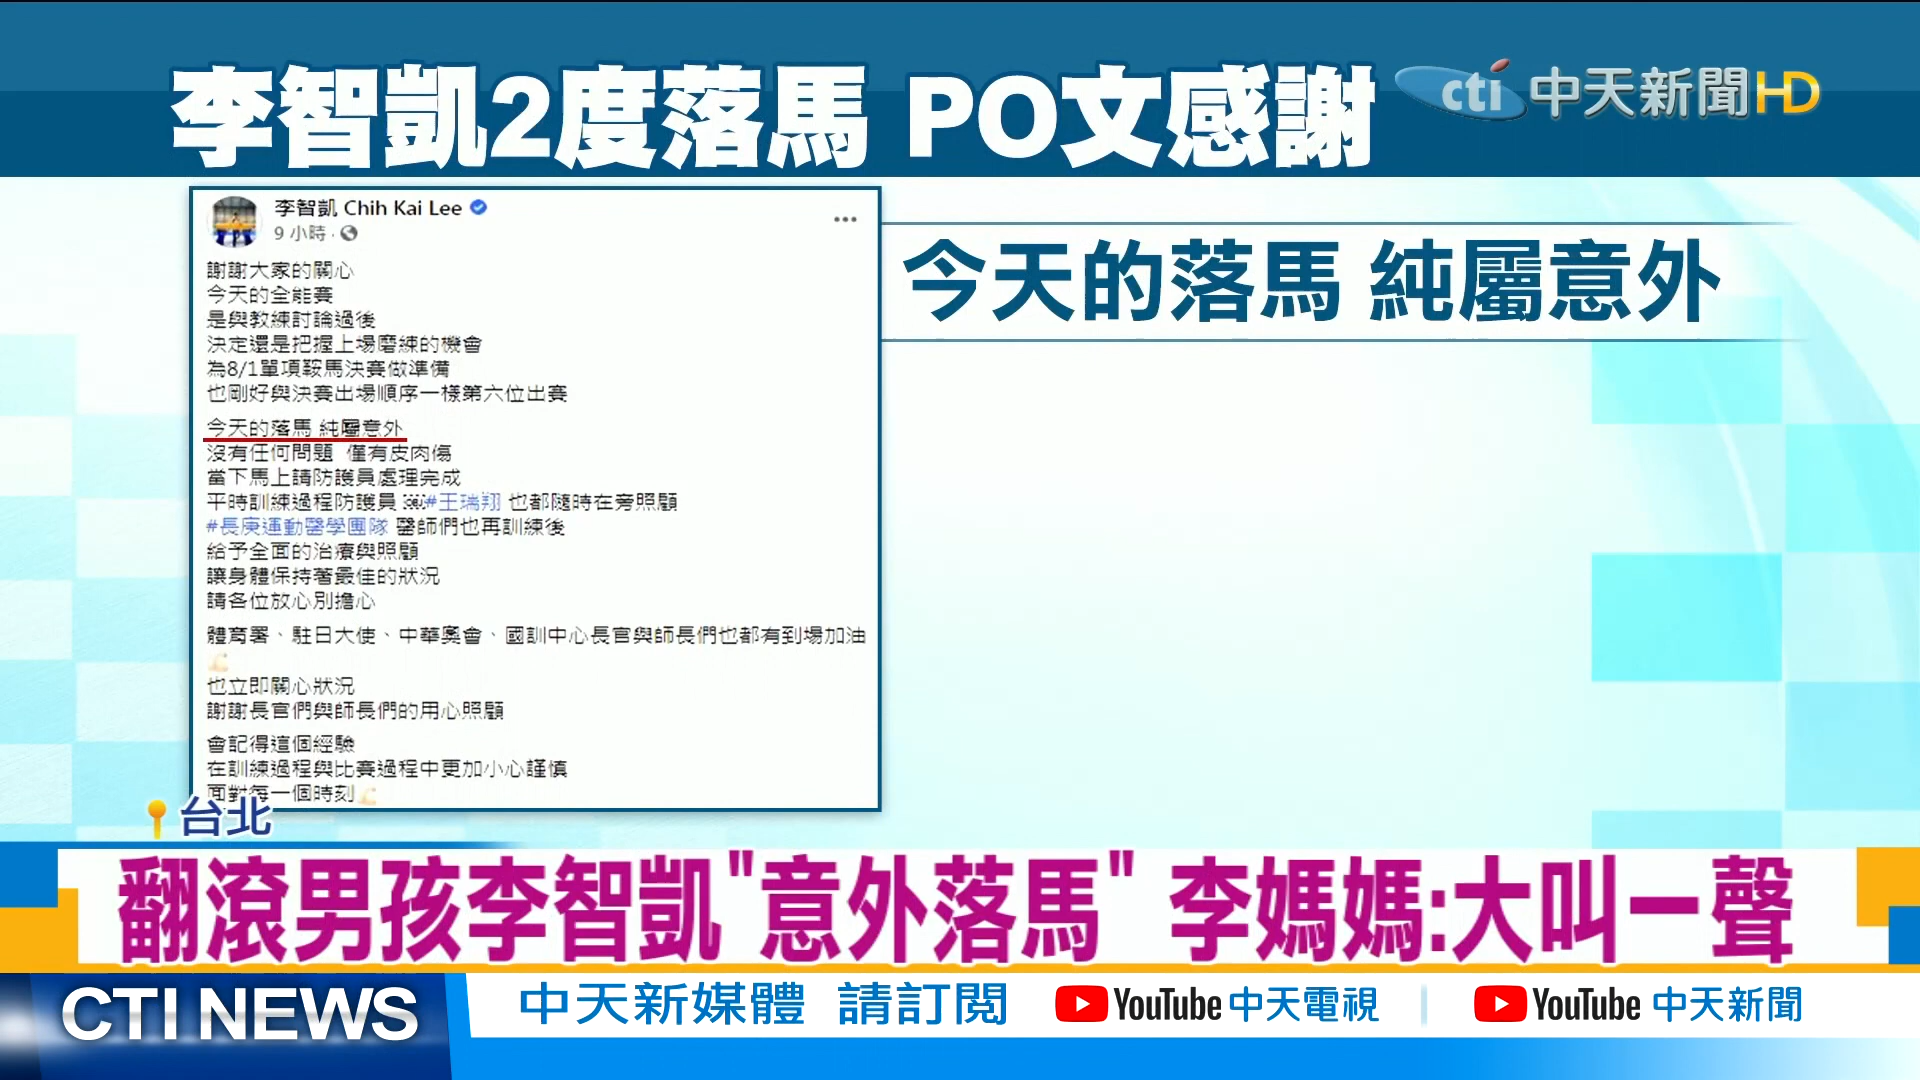 李智凱2度落馬 PO文感謝
cti 中天新聞HD
李智凱 Chih Kai Lee
9 小時
今天的落馬 純屬意外
謝謝大家的關心
今天的全能賽
是與教練討論過後
決定還是把握上場磨練的機會
為8/1單項鞍馬決賽做準備
也剛好與決賽出場順序一樣第六位出賽
今天的落馬 純屬意外
沒有任何問題 僅有皮肉傷
當下馬上請防護員處理完成
平時訓練過程防護員 #王瑞翔 也都隨時在旁照顧
#長庚運動醫學團隊 醫師們也再訓練後
給予全面的治療與照顧
讓身體保持著最佳的狀況
請各位放心別擔心
體育署、駐日大使、中華奧會、國訓中心長官與師長們也都有到場加油
也立即關心狀況
謝謝長官們與師長們的用心照顧
會記得這個經驗
在訓練過程與比賽過程中更加小心謹慎
面對每一個時刻
台北
翻滾男孩李智凱"意外落馬" 李媽媽:大叫一聲
CTI NEWS
中天新媒體 請訂閱 YouTube 中天電視 | YouTube 中天新聞